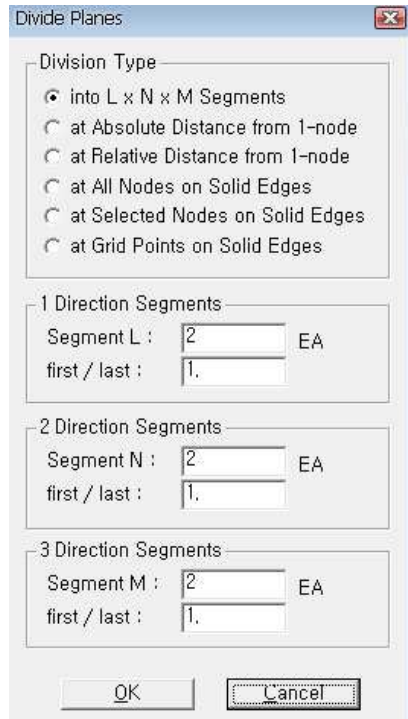 Divide Planes
Division Type
into L x N x M Segments
at Absolute Distance from 1-node
at Relative Distance from 1-node
at All Nodes on Solid Edges
at Selected Nodes on Solid Edges
at Grid Points on Solid Edges
1 Direction Segments
Segment L : 2 EA
first / last : 1.
2 Direction Segments
Segment N : 2 EA
first / last : 1.
3 Direction Segments
Segment M : 2 EA
first / last : 1.
OK Cancel